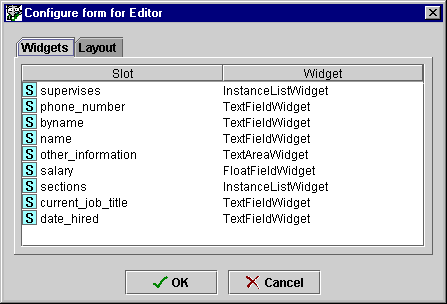 Configure form for Editor
Widgets Layout
Slot Widget
S supervises InstanceListWidget
S phone_number TextFieldWidget
S byname TextFieldWidget
S name TextFieldWidget
S other_information TextAreaWidget
S salary FloatFieldWidget
S sections InstanceListWidget
S current_job_title TextFieldWidget
S date_hired TextFieldWidget
OK Cancel